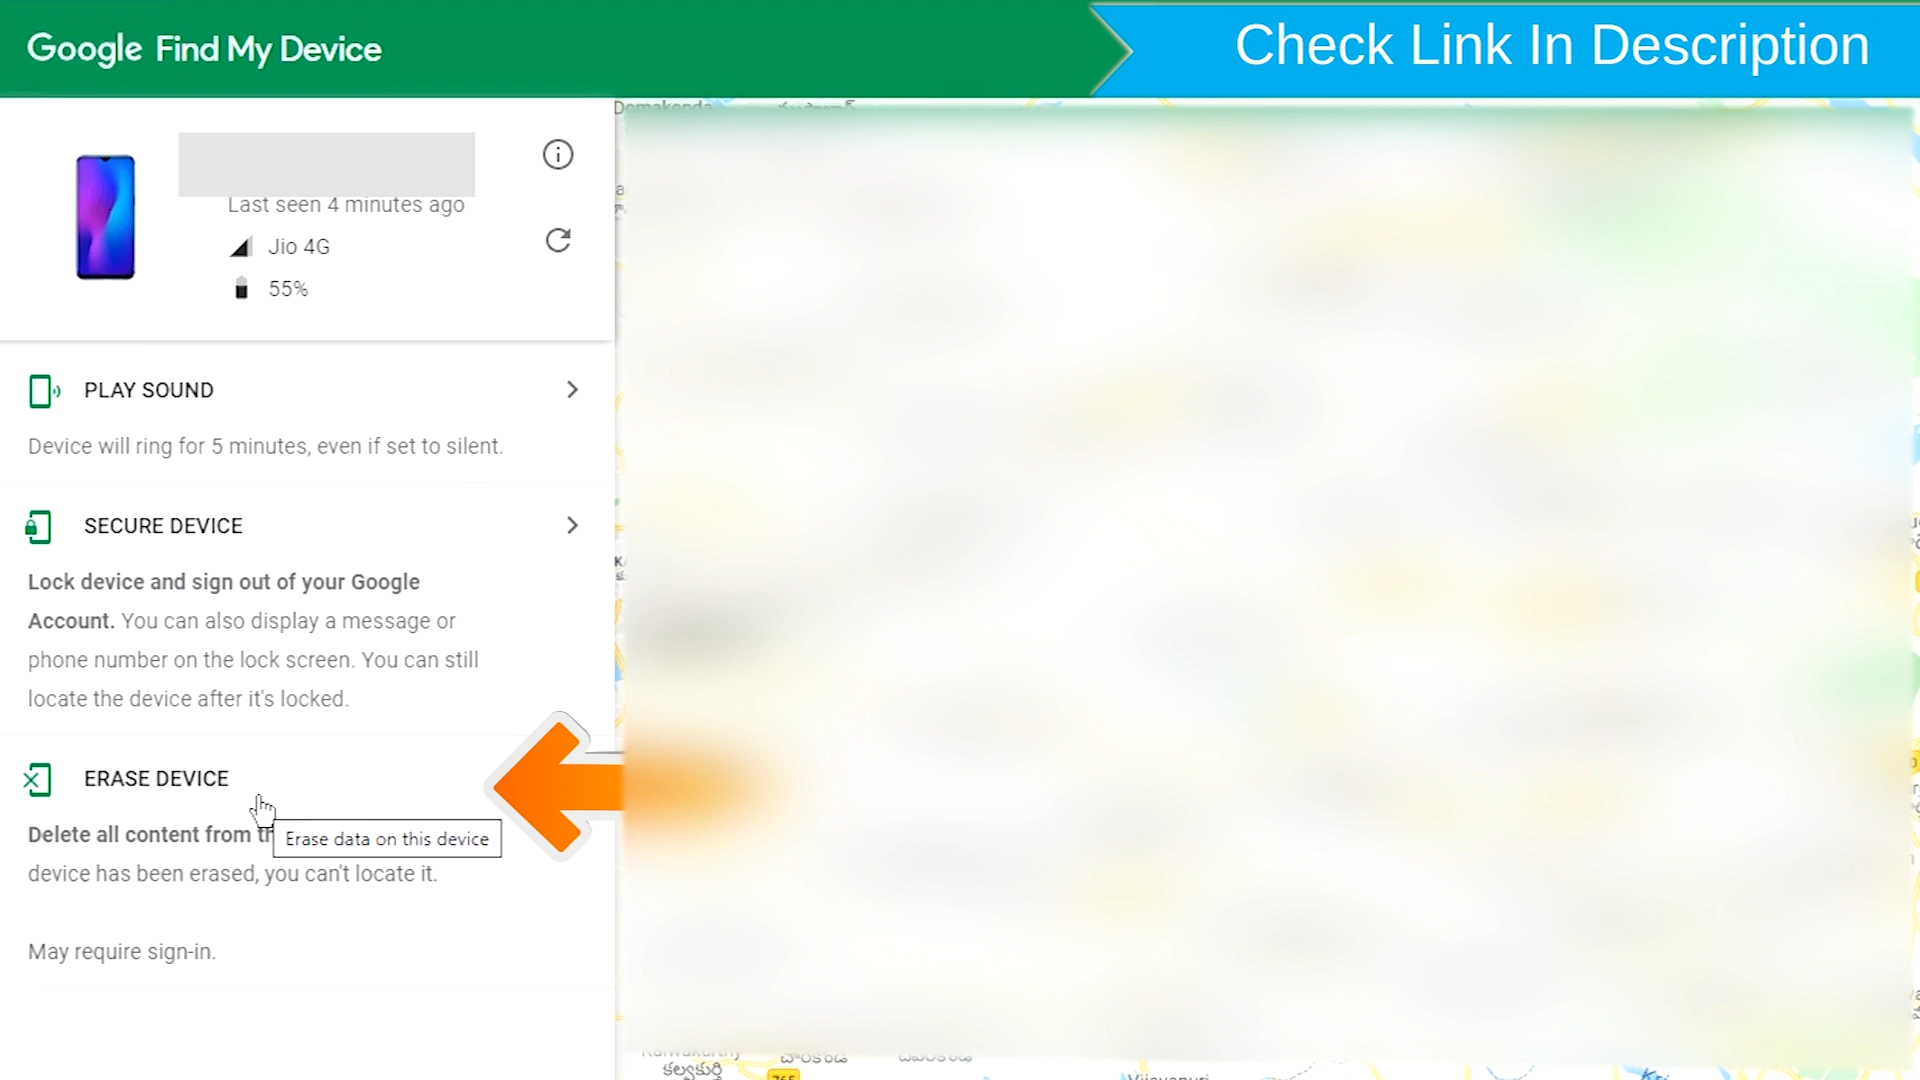 Google Find My Device
Check Link In Description
Domakonda
Last seen 4 minutes ago
Jio 4G
55%
PLAY SOUND
Device will ring for 5 minutes, even if set to silent.
SECURE DEVICE
Lock device and sign out of your Google
Account. You can also display a message or
phone number on the lock screen. You can still
locate the device after it's locked.
ERASE DEVICE
Delete all content from
Erase data on this device
device has been erased, you can't locate it.
May require sign-in.
కల్వకుర్తి
765